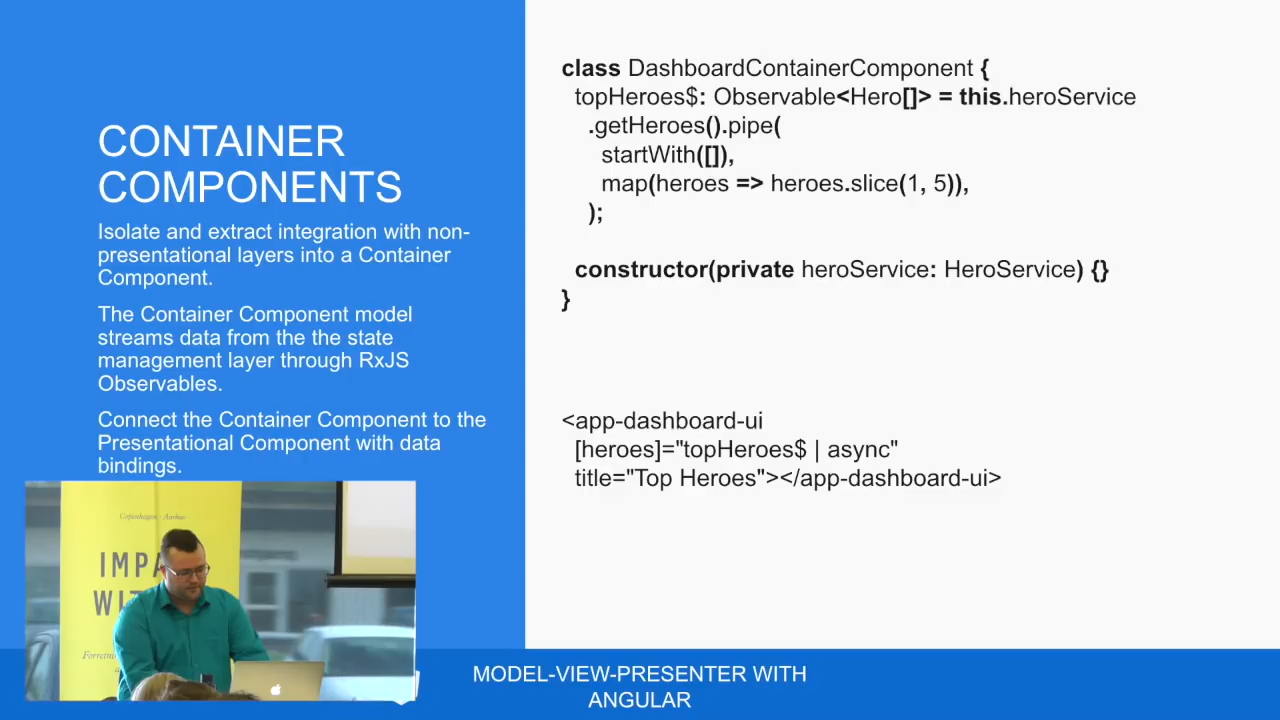 CONTAINER
COMPONENTS
Isolate and extract integration with non-
presentational layers into a Container
Component.
The Container Component model
streams data from the the state
management layer through RxJS
Observables.
Connect the Container Component to the
Presentational Component with data
bindings.
class DashboardContainerComponent {
topHeroes$: Observable<Hero[]> = this.heroService
.getHeroes().pipe(
startWith([]),
map(heroes => heroes.slice(1, 5)),
);
constructor(private heroService: HeroService) {}
}
<app-dashboard-ui
[heroes]="topHeroes$ | async"
title="Top Heroes"></app-dashboard-ui>
Copenhagen - Aarhus
MODEL-VIEW-PRESENTER WITH
ANGULAR